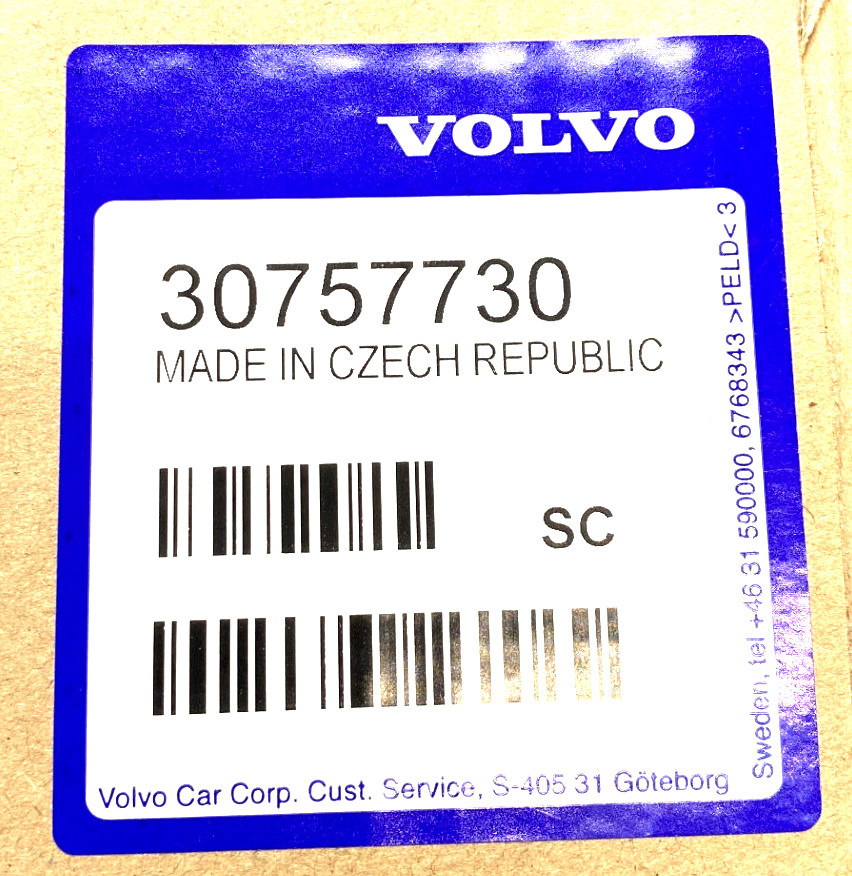 VOLVO
30757730
MADE IN CZECH REPUBLIC
SC
Volvo Car Corp. Cust. Service, S-405 31 Göteborg
Sweden, tel +46 31 590000, 6768343 >PELD< 3